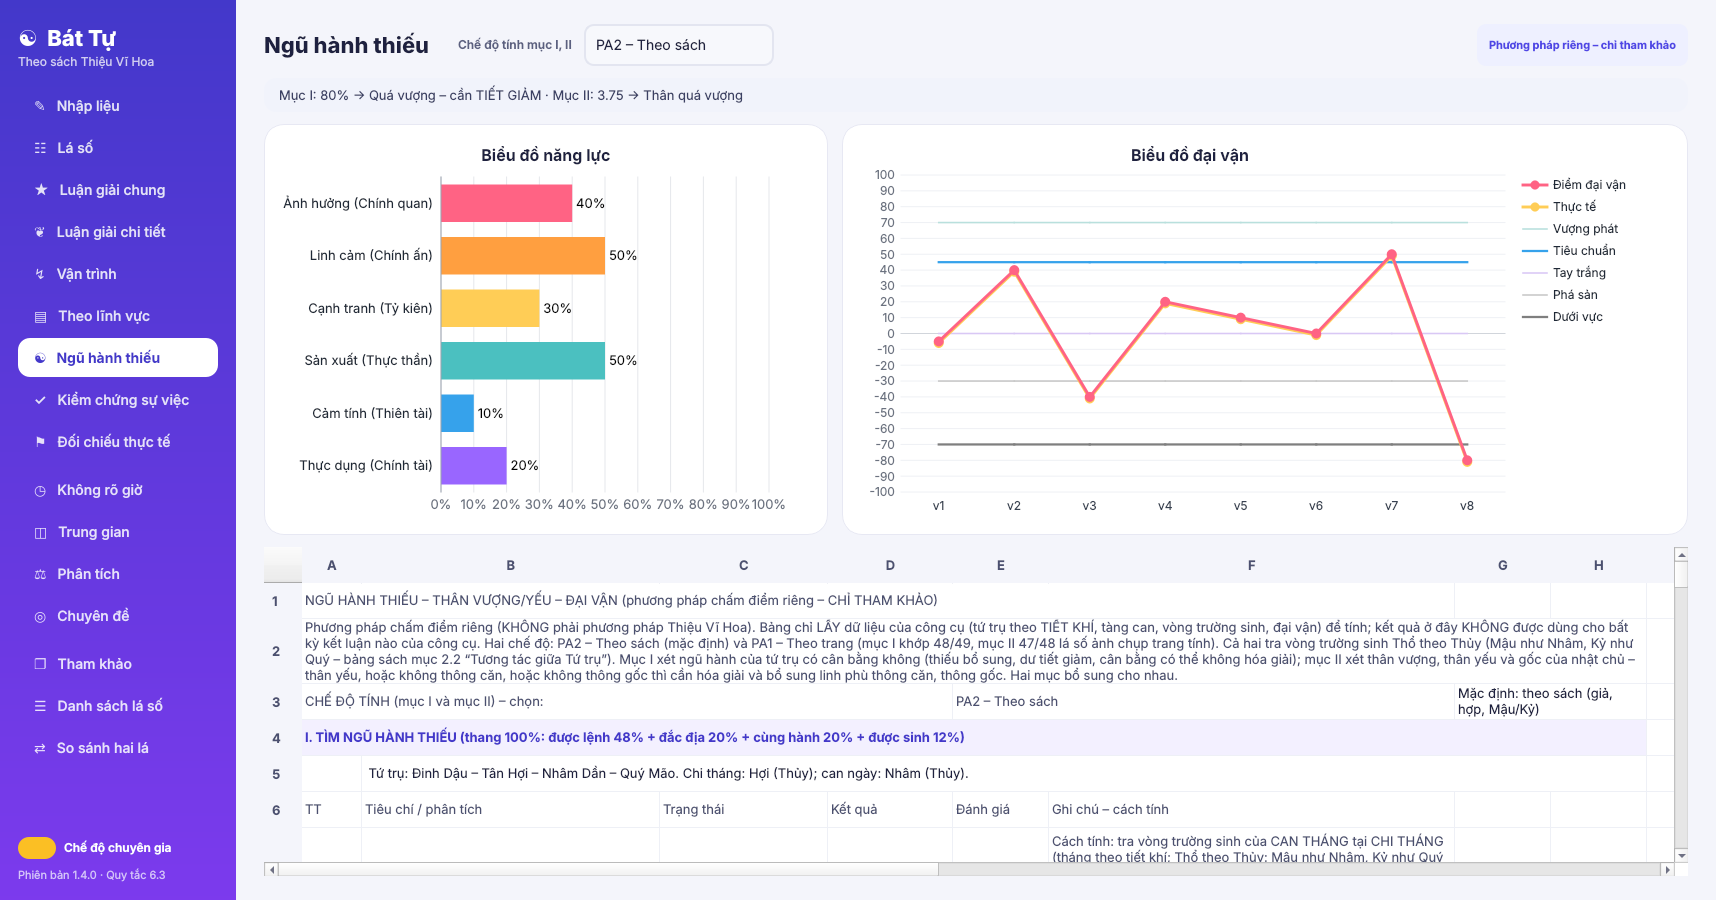 ☯ Bát Tự
Theo sách Thiệu Vĩ Hoa
Nhập liệu
Lá số
Luận giải chung
Luận giải chi tiết
Vận trình
Theo lĩnh vực
Ngũ hành thiếu
Kiểm chứng sự việc
Đối chiếu thực tế
Không rõ giờ
Trung gian
Phân tích
Chuyên đề
Tham khảo
Danh sách lá số
So sánh hai lá
Chế độ chuyên gia
Phiên bản 1.4.0 · Quy tắc 6.3
Ngũ hành thiếu
Chế độ tính mục I, II
PA2 – Theo sách
Phương pháp riêng – chỉ tham khảo
Mục I: 80% → Quá vượng – cần TIẾT GIẢM · Mục II: 3.75 → Thân quá vượng
Biểu đồ năng lực
Ảnh hưởng (Chính quan)
40%
Linh cảm (Chính ấn)
50%
Cạnh tranh (Tỷ kiên)
30%
Sản xuất (Thực thần)
50%
Cảm tính (Thiên tài)
10%
Thực dụng (Chính tài)
20%
0% 10% 20% 30% 40% 50% 60% 70% 80% 90% 100%
Biểu đồ đại vận
100
90
80
70
60
50
40
30
20
10
0
-10
-20
-30
-40
-50
-60
-70
-80
-90
-100
v1 v2 v3 v4 v5 v6 v7 v8
Điểm đại vận
Thực tế
Vượng phát
Tiêu chuẩn
Tay trắng
Phá sản
Dưới vực
A B C D E F G H
1 NGŨ HÀNH THIẾU – THÂN VƯỢNG/YẾU – ĐẠI VẬN (phương pháp chấm điểm riêng – CHỈ THAM KHẢO)
Phương pháp chấm điểm riêng (KHÔNG phải phương pháp Thiệu Vĩ Hoa). Bảng chỉ LẤY dữ liệu của công cụ (tứ trụ theo TIẾT KHÍ, tàng can, vòng trường sinh, đại vận) để tính; kết quả ở đây KHÔNG được dùng cho bất
2 kỳ kết luận nào của công cụ. Hai chế độ: PA2 – Theo sách (mặc định) và PA1 – Theo trang (mục I khớp 48/49, mục II 47/48 lá số ảnh chụp trang tính). Cả hai tra vòng trường sinh Thổ theo Thủy (Mậu như Nhâm, Kỷ như
Quý – bảng sách mục 2.2 “Tương tác giữa Tứ trụ”). Mục I xét ngũ hành của tứ trụ có cân bằng không (thiếu bổ sung, dư tiết giảm, cân bằng có thể không hóa giải); mục II xét thân vượng, thân yếu và gốc của nhật chủ –
thân yếu, hoặc không thông căn, hoặc không thông gốc thì cần hóa giải và bổ sung linh phù thông căn, thông gốc. Hai mục bổ sung cho nhau.
3 CHẾ ĐỘ TÍNH (mục I và mục II) – chọn: PA2 – Theo sách
Mặc định: theo sách (giả,
hợp, Mậu/Kỷ)
4 I. TÌM NGŨ HÀNH THIẾU (thang 100%: được lệnh 48% + đắc địa 20% + cùng hành 20% + được sinh 12%)
5 Tứ trụ: Đinh Dậu – Tân Hợi – Nhâm Dần – Quý Mão. Chi tháng: Hợi (Thủy); can ngày: Nhâm (Thủy).
6 TT Tiêu chí / phân tích Trạng thái Kết quả Đánh giá Ghi chú – cách tính
Cách tính: tra vòng trường sinh của CAN THÁNG tại CHI THÁNG
(tháng theo tiết khí; Thổ theo Thủy: Mậu như Nhâm, Kỷ như Quý